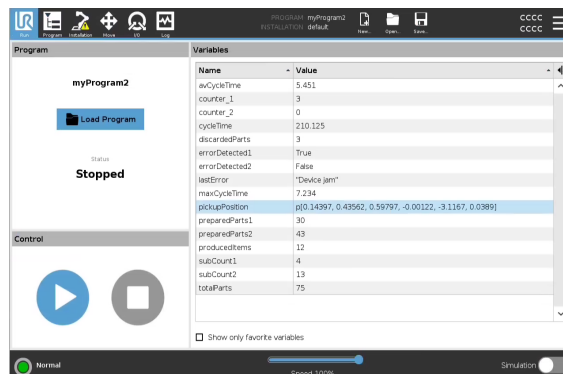 UR
Run
Program
Installation
Move
I/O
Log
PROGRAM myProgram2
INSTALLATION default
New...
Open...
Save...
CCCC
CCCC
Program
myProgram2
Load Program
Status
Stopped
Control
Variables
Name Value
avCycleTime 5.451
counter_1 3
counter_2 0
cycleTime 210.125
discardedParts 3
errorDetected1 True
errorDetected2 False
lastError "Device jam"
maxCycleTime 7.234
pickupPosition p[0.14397, 0.43562, 0.59797, -0.00122, -3.1167, 0.0389]
preparedParts1 30
preparedParts2 43
producedItems 12
subCount1 4
subCount2 13
totalParts 75
Show only favorite variables
Normal
Speed 100%
Simulation